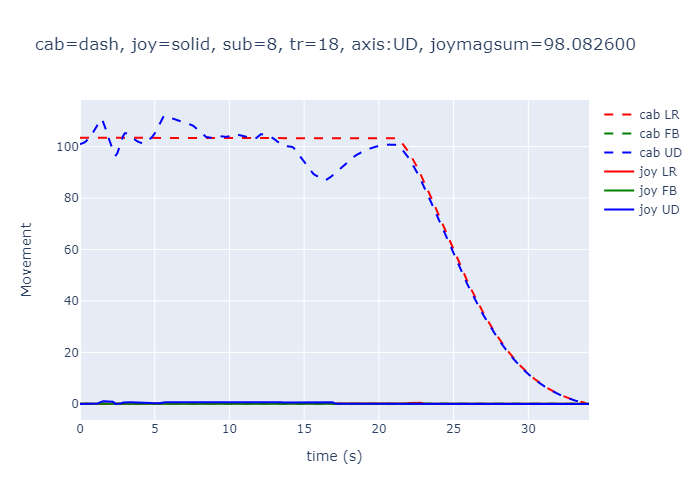 cab=dash, joy=solid, sub=8, tr=18, axis:UD, joymagsum=98.082600
cab LR
cab FB
cab UD
joy LR
joy FB
joy UD
Movement
100
80
60
40
20
0
0 5 10 15 20 25 30
time (s)